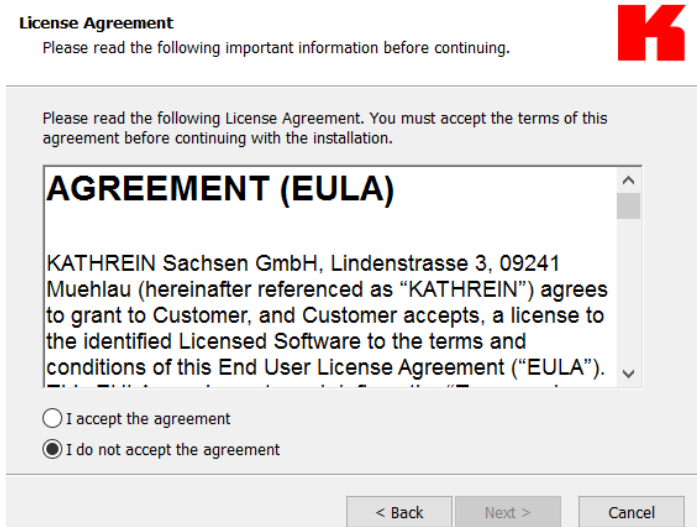 License Agreement
Please read the following important information before continuing.
K
Please read the following License Agreement. You must accept the terms of this
agreement before continuing with the installation.
AGREEMENT (EULA)
KATHREIN Sachsen GmbH, Lindenstrasse 3, 09241
Muehlau (hereinafter referenced as “KATHREIN”) agrees
to grant to Customer, and Customer accepts, a license to
the identified Licensed Software to the terms and
conditions of this End User License Agreement (“EULA”).
I accept the agreement
I do not accept the agreement
< Back Next > Cancel